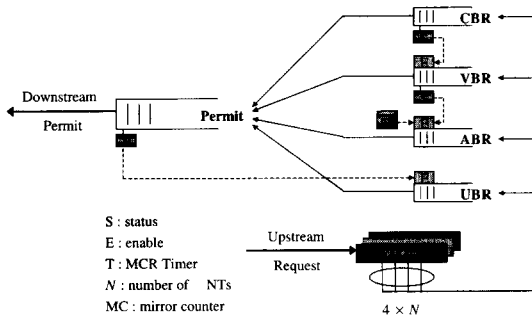 CBR
VBR
Downstream
Permit
Permit
ABR
UBR
S : status
E : enable
T : MCR Timer
N : number of NTs
MC : mirror counter
Upstream
Request
4 × N